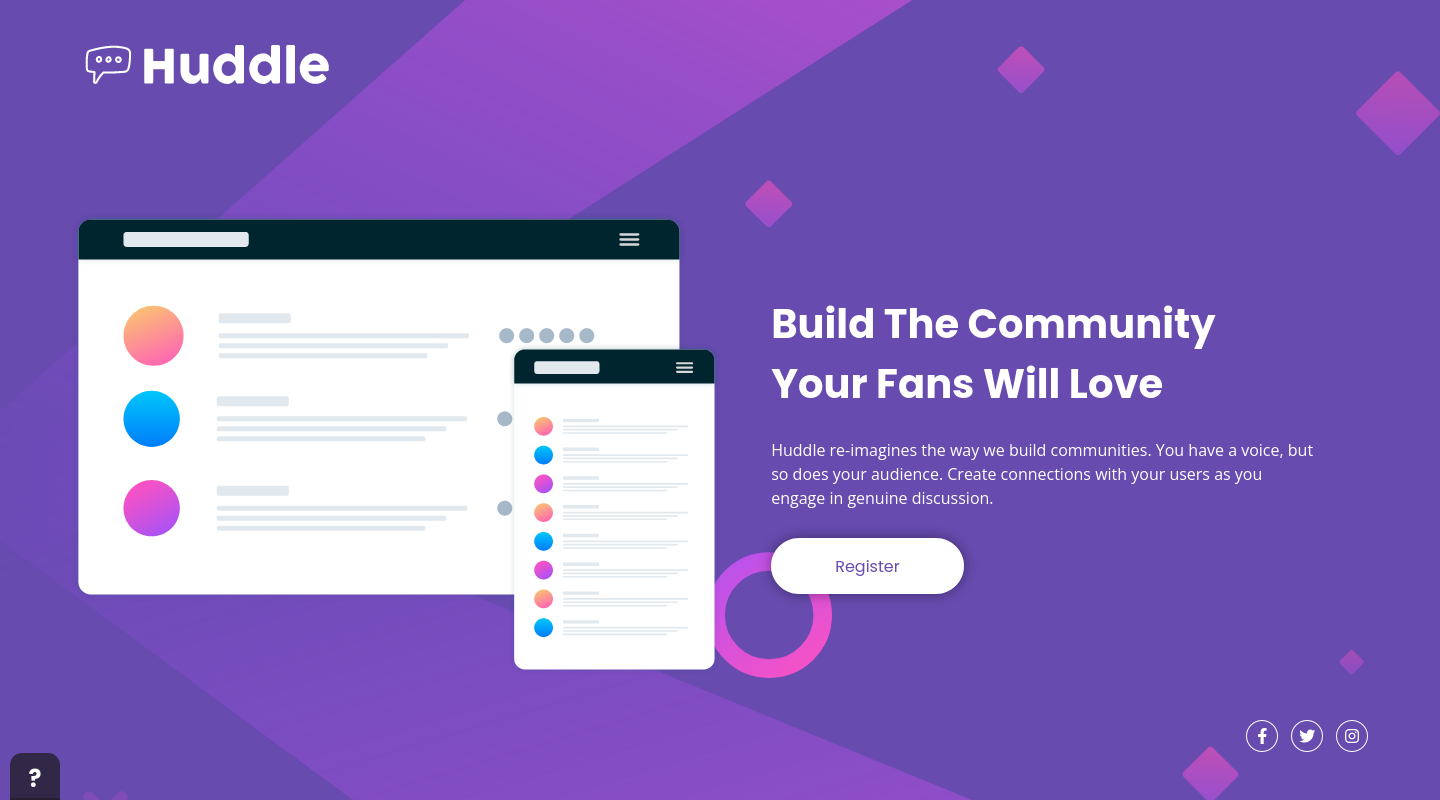 Huddle
Build The Community
Your Fans Will Love
Huddle re-imagines the way we build communities. You have a voice, but
so does your audience. Create connections with your users as you
engage in genuine discussion.
Register
?